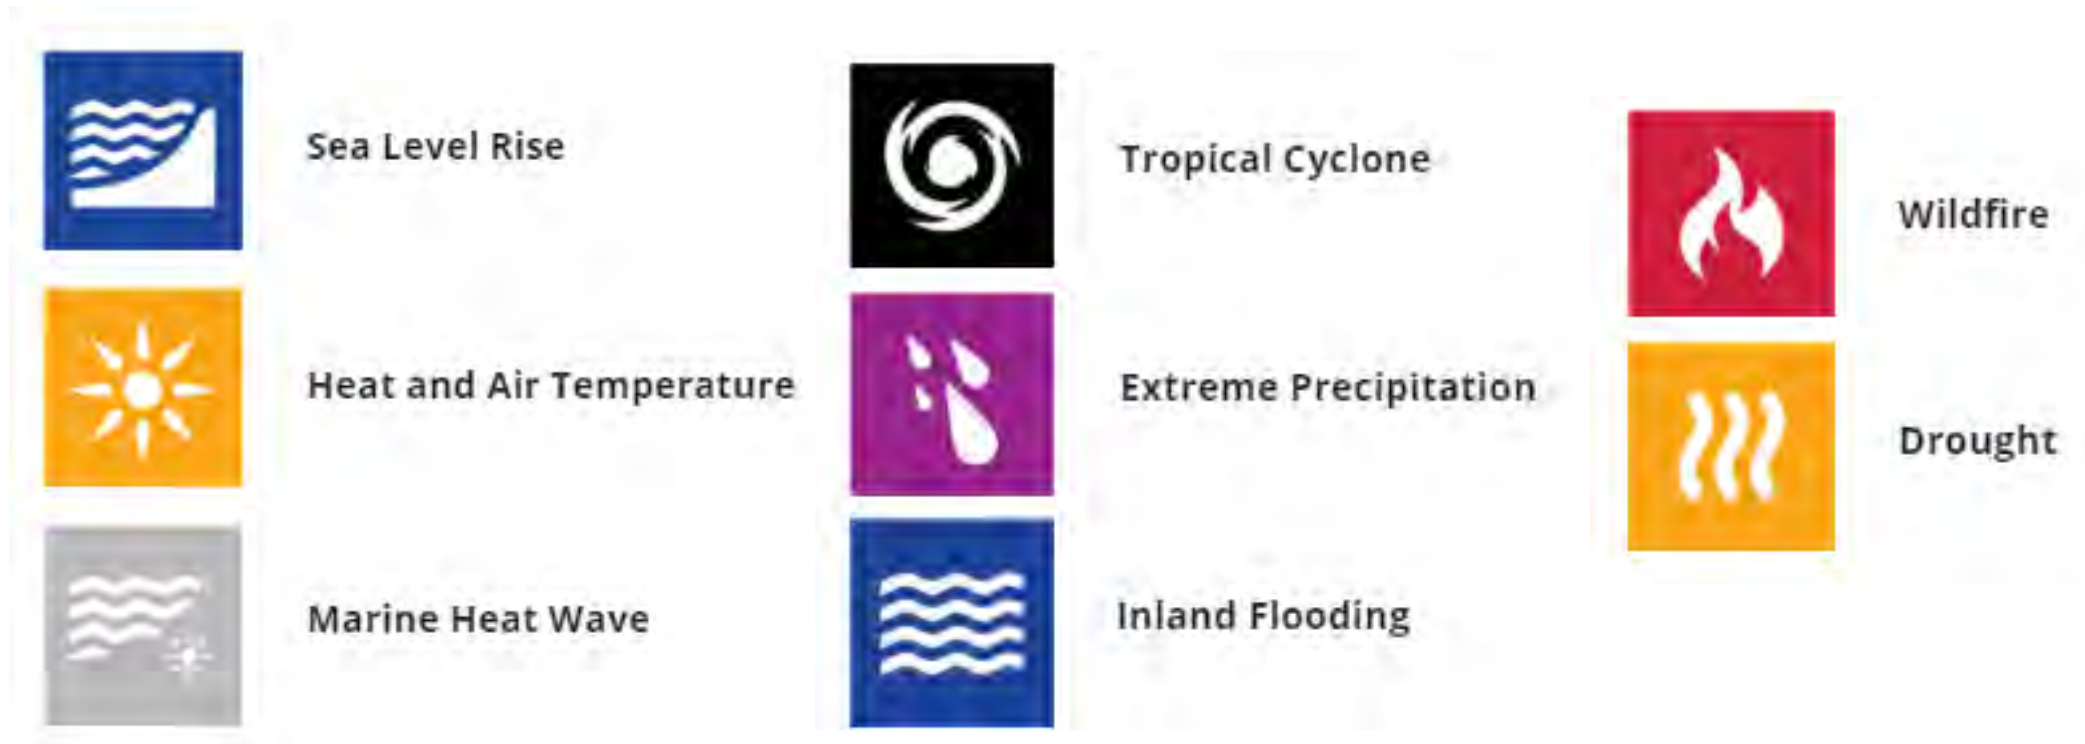 Sea Level Rise
Heat and Air Temperature
Marine Heat Wave
Tropical Cyclone
Extreme Precipitation
Inland Flooding
Wildfire
Drought